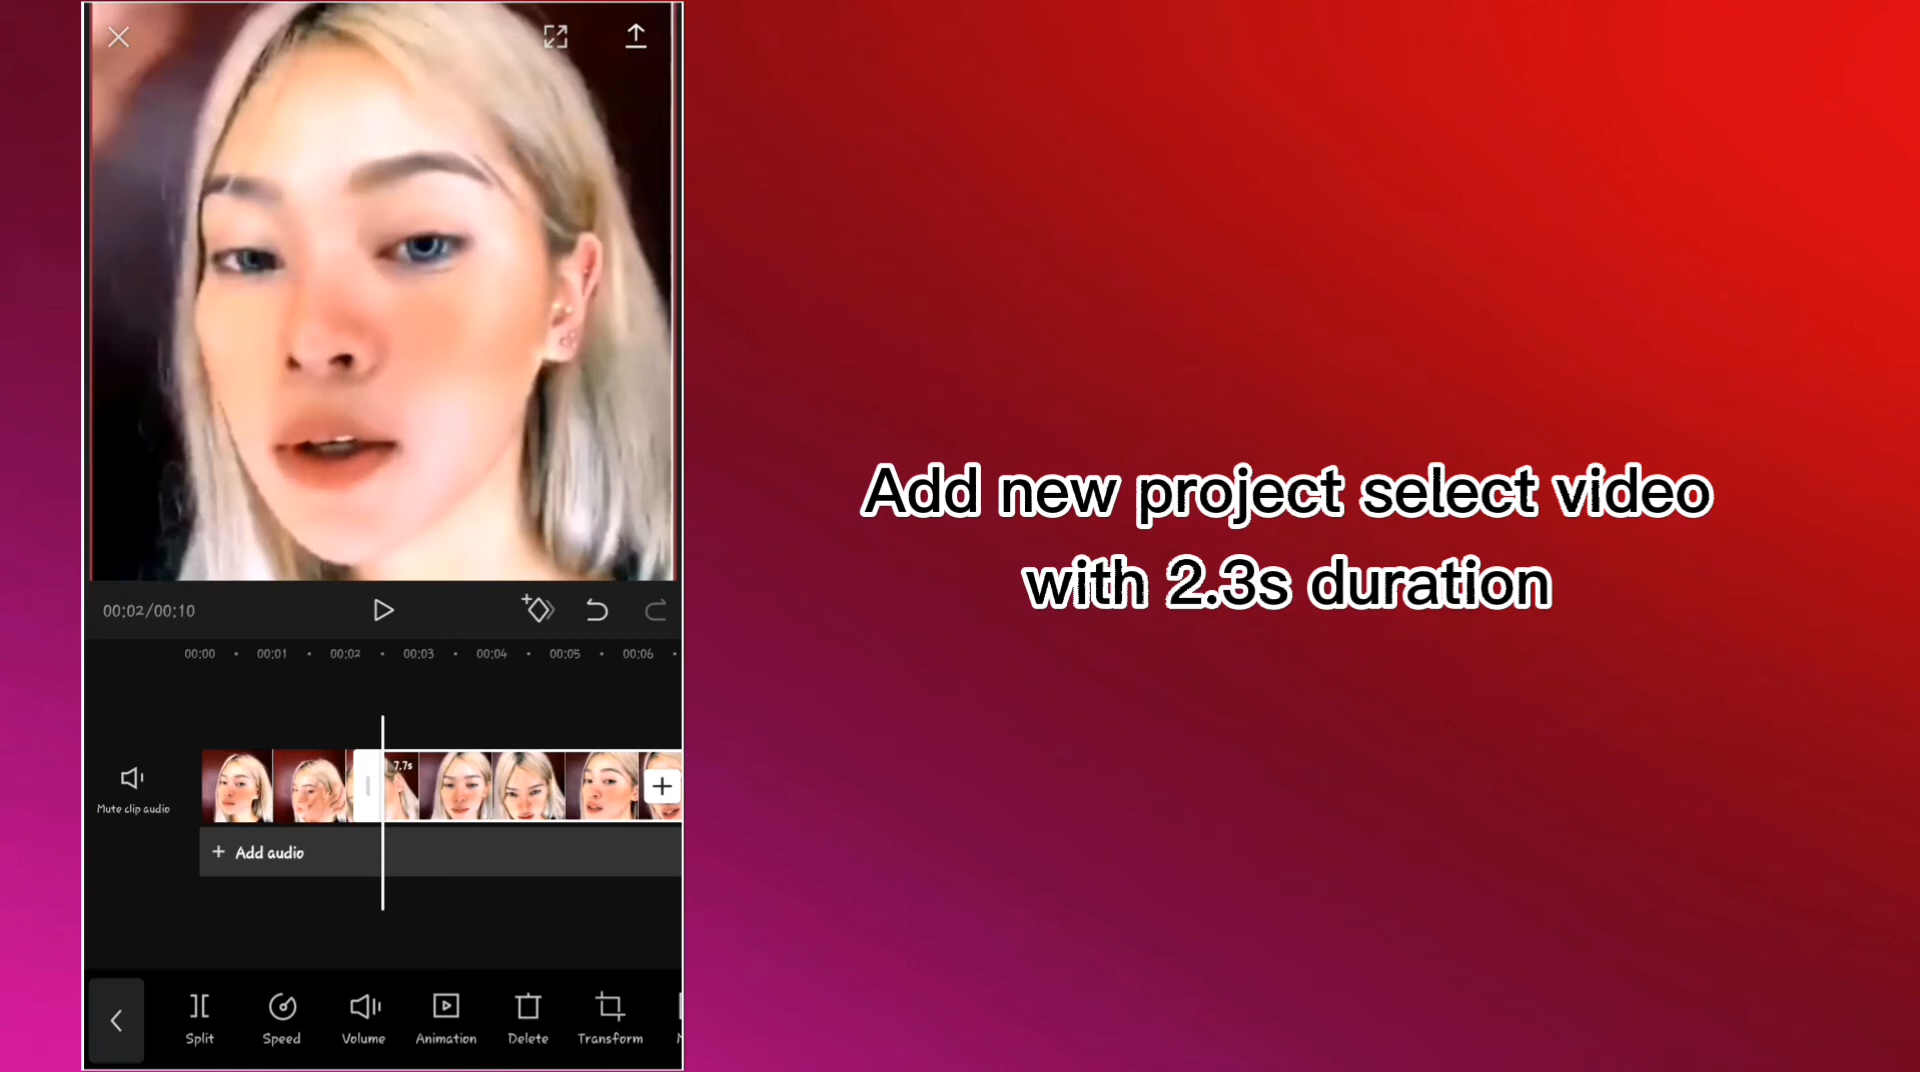 00:02/00:10
00:00 00:01 00:02 00:03 00:04 00:05 00:06
7.7s
Mute clip audio
+ Add audio
Split Speed Volume Animation Delete Transform
Add new project select video
with 2.3s duration